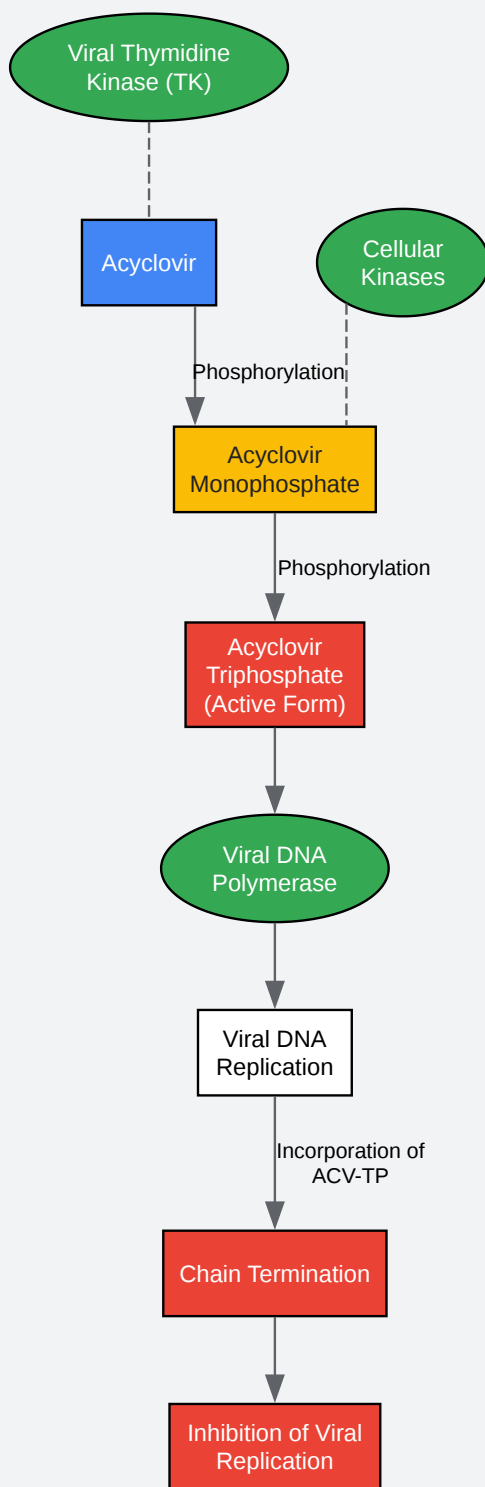 Viral Thymidine
Kinase (TK)
Acyclovir
Cellular
Kinases
Phosphorylation
Acyclovir
Monophosphate
Phosphorylation
Acyclovir
Triphosphate
(Active Form)
Viral DNA
Polymerase
Viral DNA
Replication
Incorporation of
ACV-TP
Chain Termination
Inhibition of Viral
Replication